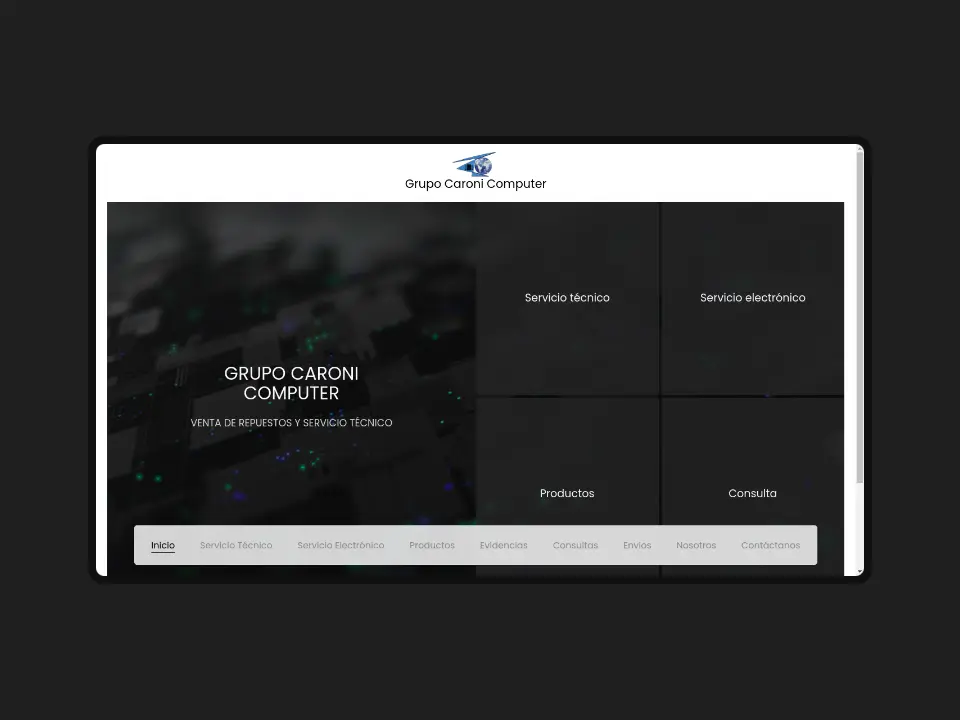 Grupo Caroni Computer
Servicio técnico
Servicio electrónico
GRUPO CARONI
COMPUTER
VENTA DE REPUESTOS Y SERVICIO TÉCNICO
Productos
Consulta
Inicio
Servicio Técnico
Servicio Electrónico
Productos
Evidencias
Consultas
Envios
Nosotros
Contáctanos